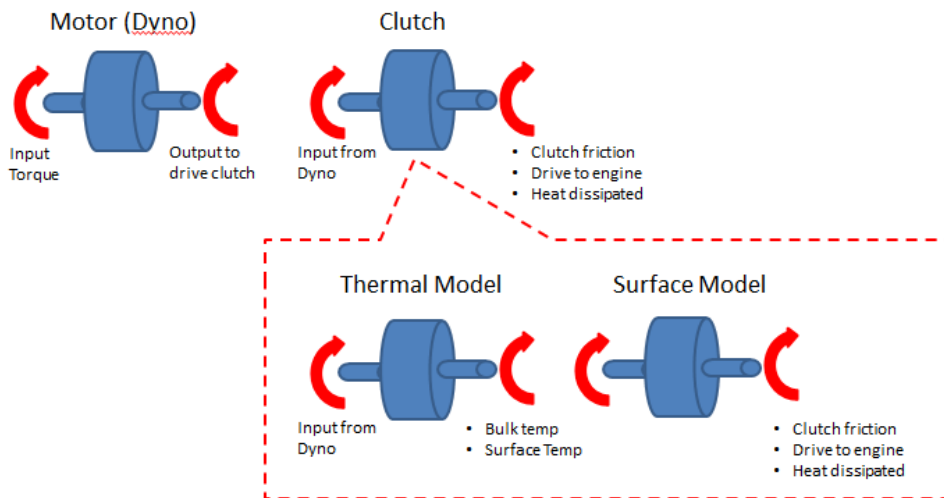 Motor (Dyno)
Clutch
Input
Torque
Output to
drive clutch
Input from
Dyno
• Clutch friction
• Drive to engine
• Heat dissipated
Thermal Model
Surface Model
Input from
Dyno
• Bulk temp
• Surface Temp
• Clutch friction
• Drive to engine
• Heat dissipated